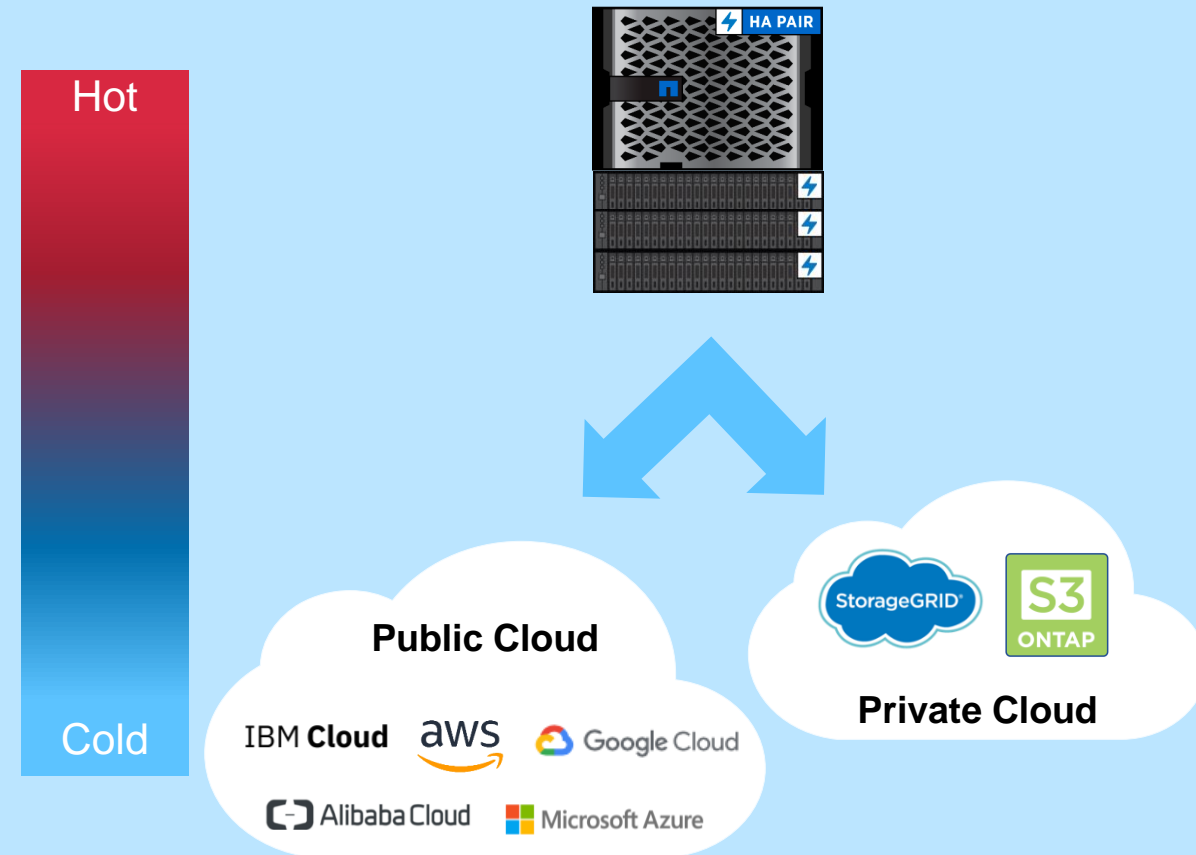 HA PAIR
Hot
StorageGRID®
S3
ONTAP
Public Cloud
Private Cloud
IBM Cloud
aws
Google Cloud
Cold
Alibaba Cloud
Microsoft Azure